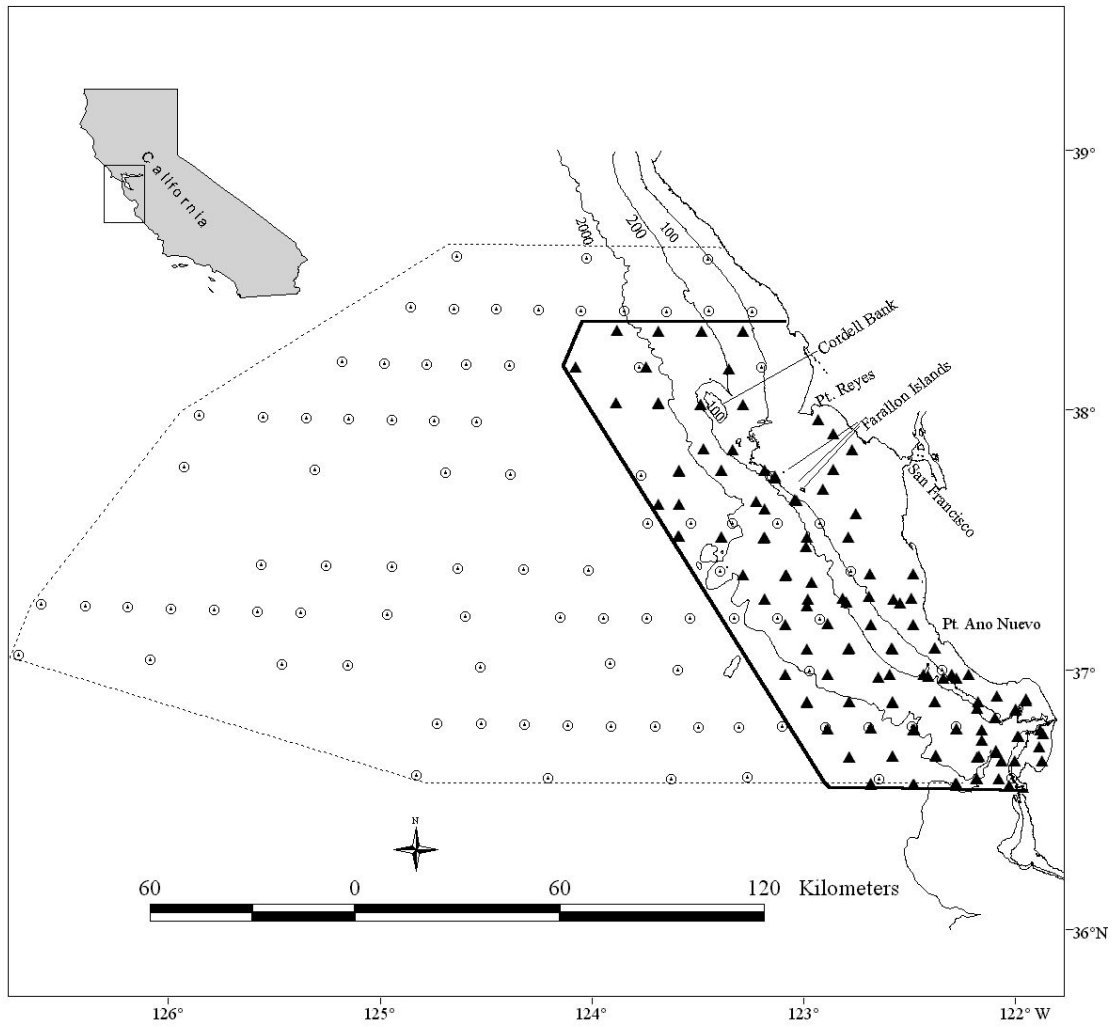 California
39°
2000
200
100
Cordell Bank
Pt. Reyes
Farallon Islands
100
38°
San Francisco
Pt. Ano Nuevo
37°
N
60 0 60 120 Kilometers
36°N
126° 125° 124° 123° 122° W